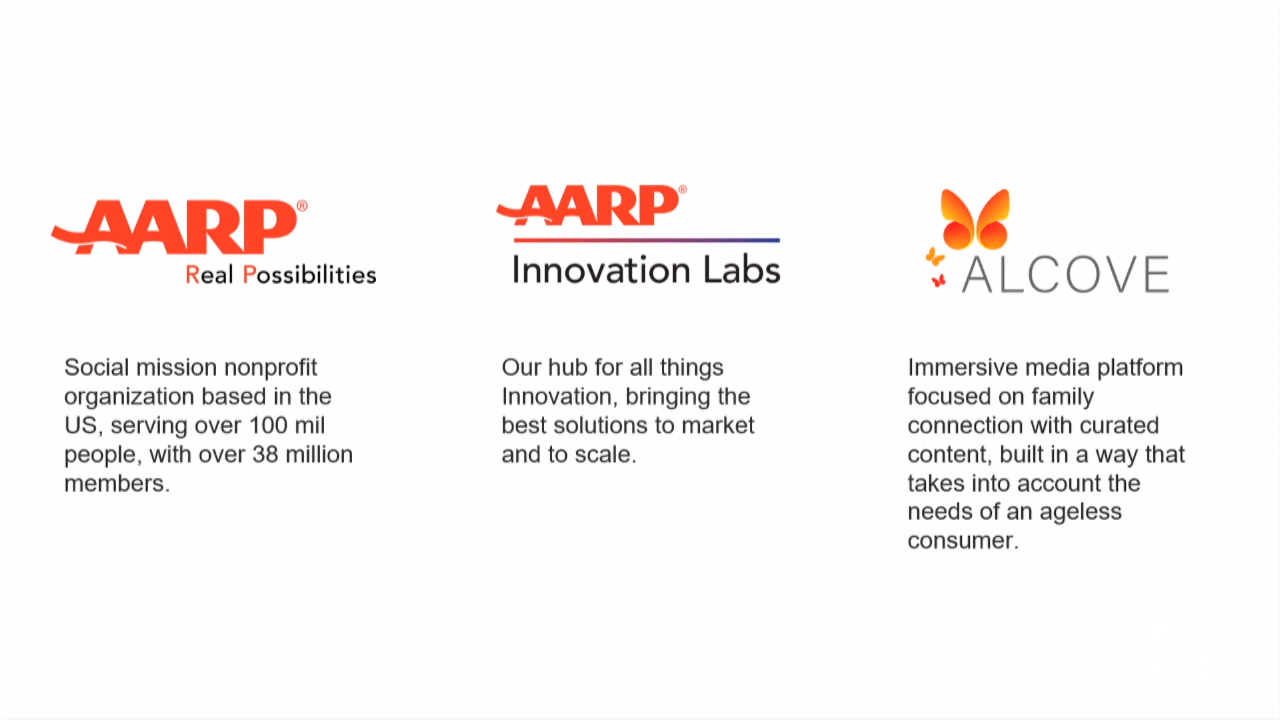 AARP®
Real Possibilities
Social mission nonprofit
organization based in the
US, serving over 100 mil
people, with over 38 million
members.
AARP®
Innovation Labs
Our hub for all things
Innovation, bringing the
best solutions to market
and to scale.
ALCOVE
Immersive media platform
focused on family
connection with curated
content, built in a way that
takes into account the
needs of an ageless
consumer.